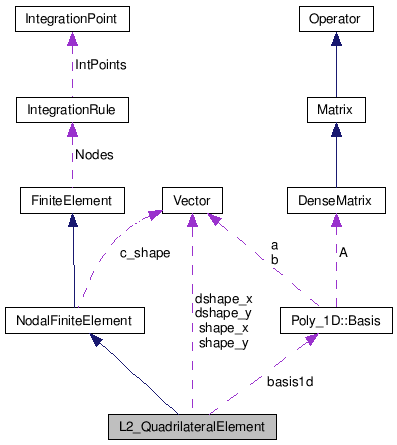 IntegrationPoint
Operator
IntPoints
IntegrationRule
Matrix
Nodes
FiniteElement
Vector
DenseMatrix
c_shape
a
b
A
dshape_x
dshape_y
shape_x
shape_y
NodalFiniteElement
Poly_1D::Basis
basis1d
L2_QuadrilateralElement